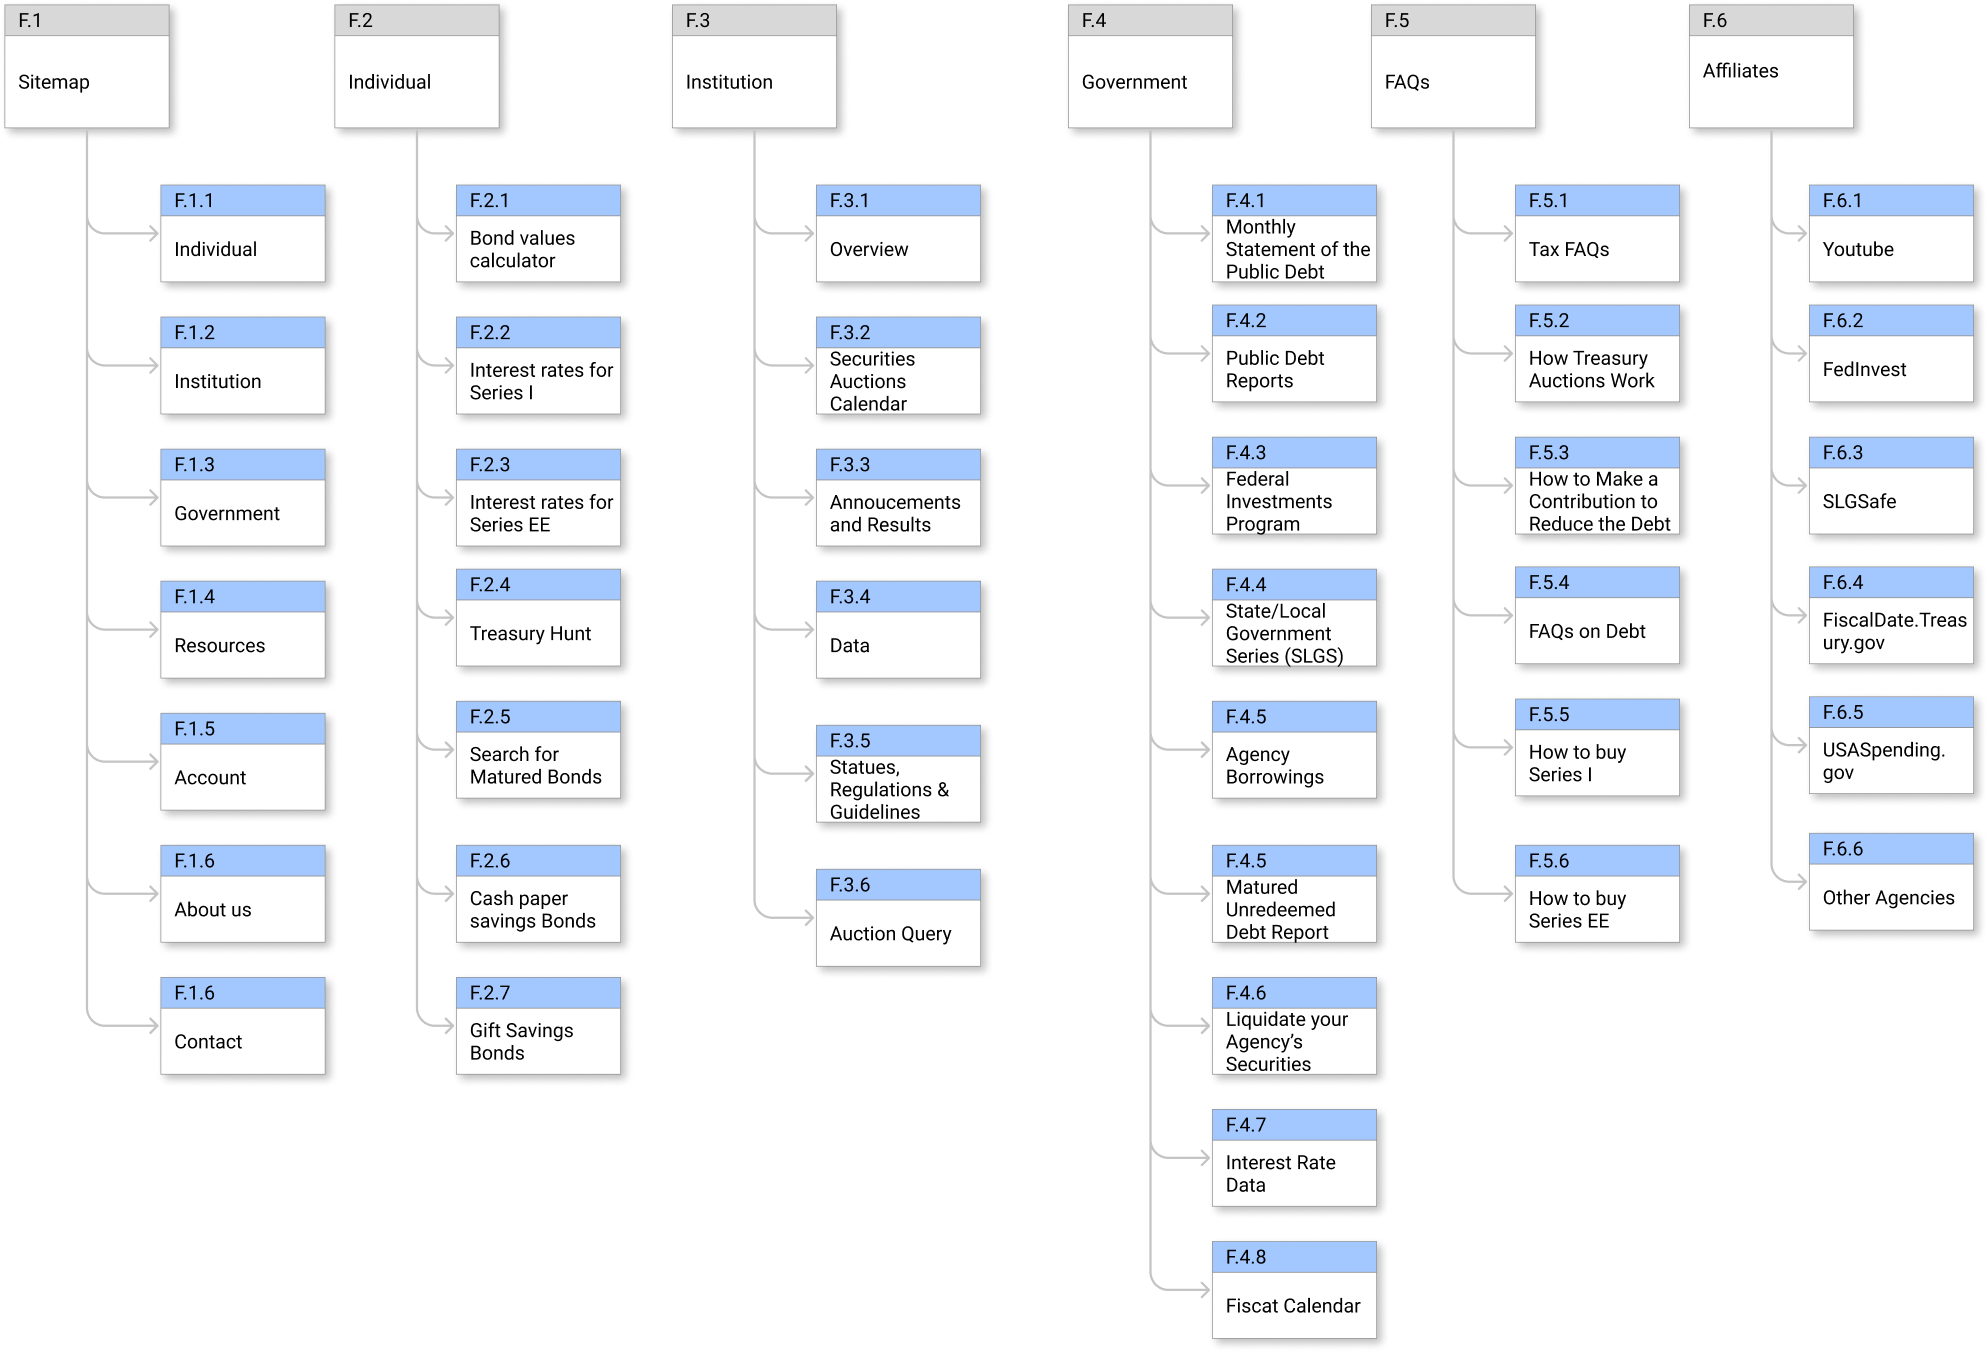 F.1
Sitemap
F.1.1
Individual
F.1.2
Institution
F.1.3
Government
F.1.4
Resources
F.1.5
Account
F.1.6
About us
F.1.6
Contact
F.2
Individual
F.2.1
Bond values
calculator
F.2.2
Interest rates for
Series I
F.2.3
Interest rates for
Series EE
F.2.4
Treasury Hunt
F.2.5
Search for
Matured Bonds
F.2.6
Cash paper
savings Bonds
F.2.7
Gift Savings
Bonds
F.3
Institution
F.3.1
Overview
F.3.2
Securities
Auctions
Calendar
F.3.3
Annoucements
and Results
F.3.4
Data
F.3.5
Statues,
Regulations &
Guidelines
F.3.6
Auction Query
F.4
Government
F.4.1
Monthly
Statement of the
Public Debt
F.4.2
Public Debt
Reports
F.4.3
Federal
Investments
Program
F.4.4
State/Local
Government
Series (SLGS)
F.4.5
Agency
Borrowings
F.4.5
Matured
Unredeemed
Debt Report
F.4.6
Liquidate your
Agency’s
Securities
F.4.7
Interest Rate
Data
F.4.8
Fiscat Calendar
F.5
FAQs
F.5.1
Tax FAQs
F.5.2
How Treasury
Auctions Work
F.5.3
How to Make a
Contribution to
Reduce the Debt
F.5.4
FAQs on Debt
F.5.5
How to buy
Series I
F.5.6
How to buy
Series EE
F.6
Affiliates
F.6.1
Youtube
F.6.2
FedInvest
F.6.3
SLGSafe
F.6.4
FiscalDate.Treas
ury.gov
F.6.5
USASpending.
gov
F.6.6
Other Agencies